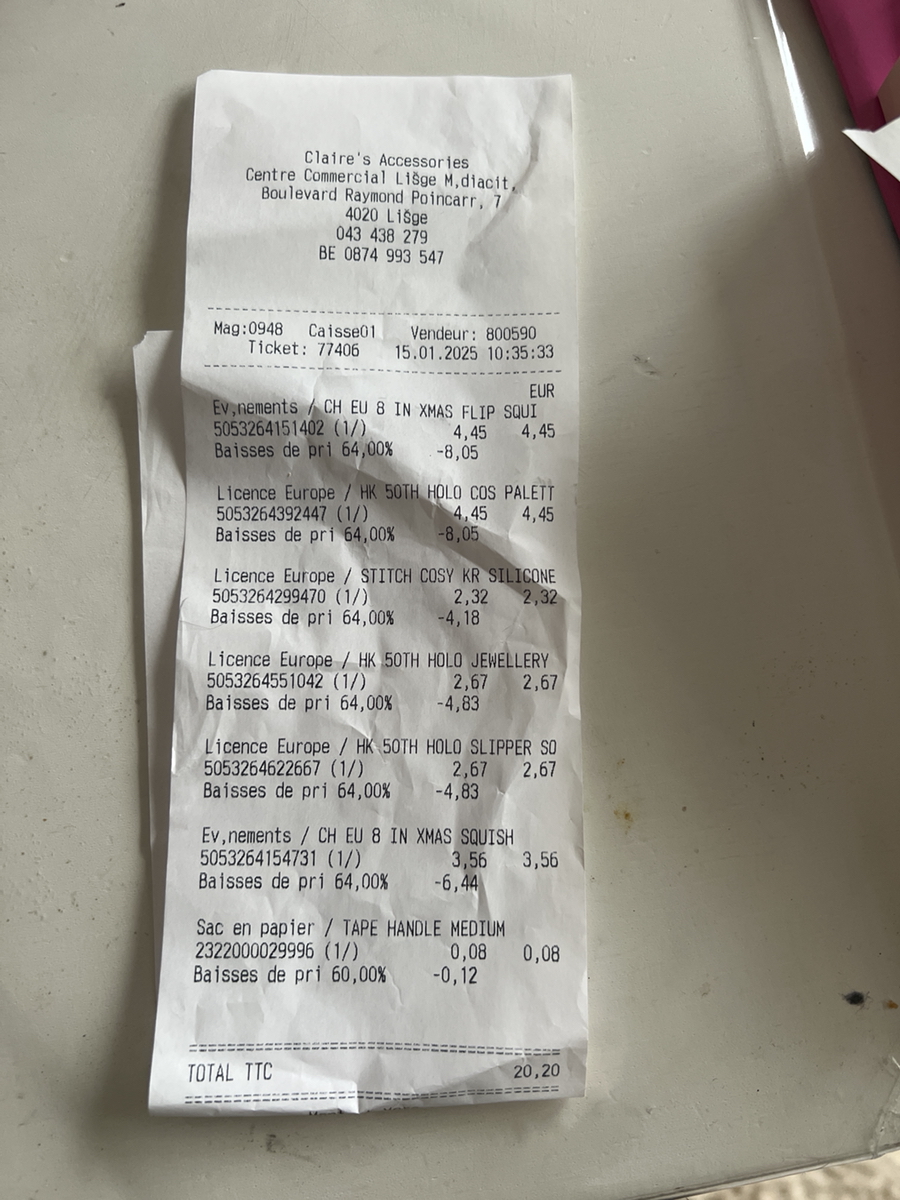 Claire's Accessories
Centre Commercial LiŠge M,diacit,
Boulevard Raymond Poincarr, 7
4020 LiŠge
043 438 279
BE 0874 993 547
Mag:0948 Caisse01 Vendeur: 800590
Ticket: 77406 15.01.2025 10:35:33
EUR
Ev,nements / CH EU 8 IN XMAS FLIP SQUI
5053264151402 (1/) 4,45 4,45
Baisses de pri 64,00% -8,05
Licence Europe / HK 50TH HOLO COS PALETT
5053264392447 (1/) 4,45 4,45
Baisses de pri 64,00% -8,05
Licence Europe / STITCH COSY KR SILICONE
5053264299470 (1/) 2,32 2,32
Baisses de pri 64,00% -4,18
Licence Europe / HK 50TH HOLO JEWELLERY
5053264551042 (1/) 2,67 2,67
Baisses de pri 64,00% -4,83
Licence Europe / HK 50TH HOLO SLIPPER SO
5053264622667 (1/) 2,67 2,67
Baisses de pri 64,00% -4,83
Ev,nements / CH EU 8 IN XMAS SQUISH
5053264154731 (1/) 3,56 3,56
Baisses de pri 64,00% -6,44
Sac en papier / TAPE HANDLE MEDIUM
2322000029996 (1/) 0,08 0,08
Baisses de pri 60,00% -0,12
TOTAL TTC 20,20